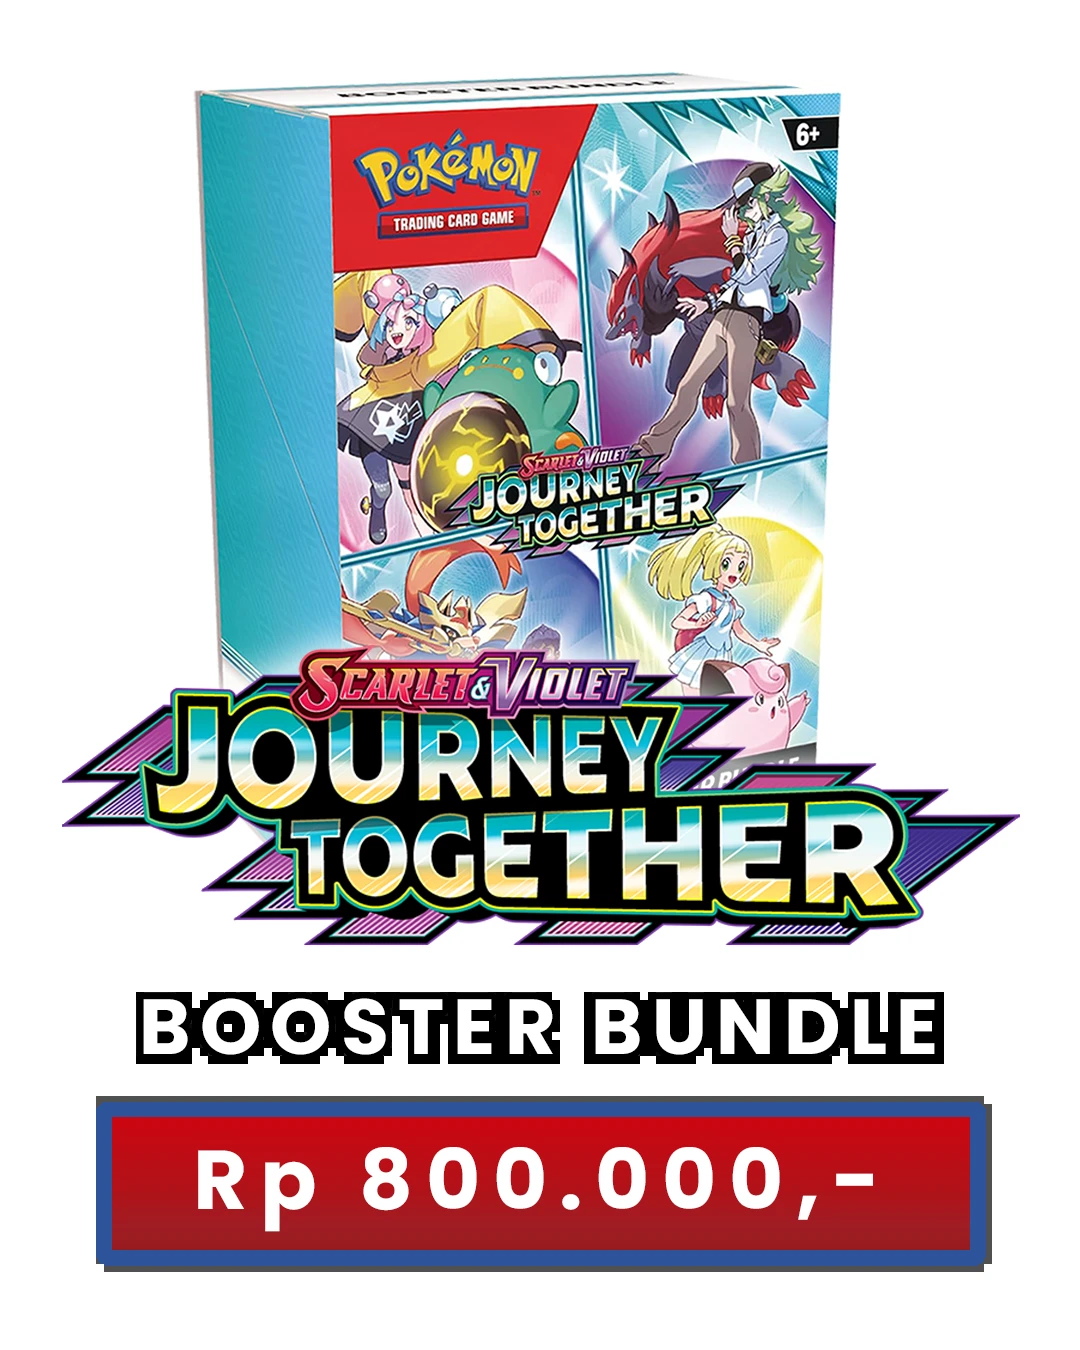 BOOSTER BUNDLE
POKéMON
TRADING CARD GAME
6+
SCARLET & VIOLET
JOURNEY
TOGETHER
SCARLET & VIOLET
JOURNEY
TOGETHER
BOOSTER BUNDLE
Rp 800.000,-